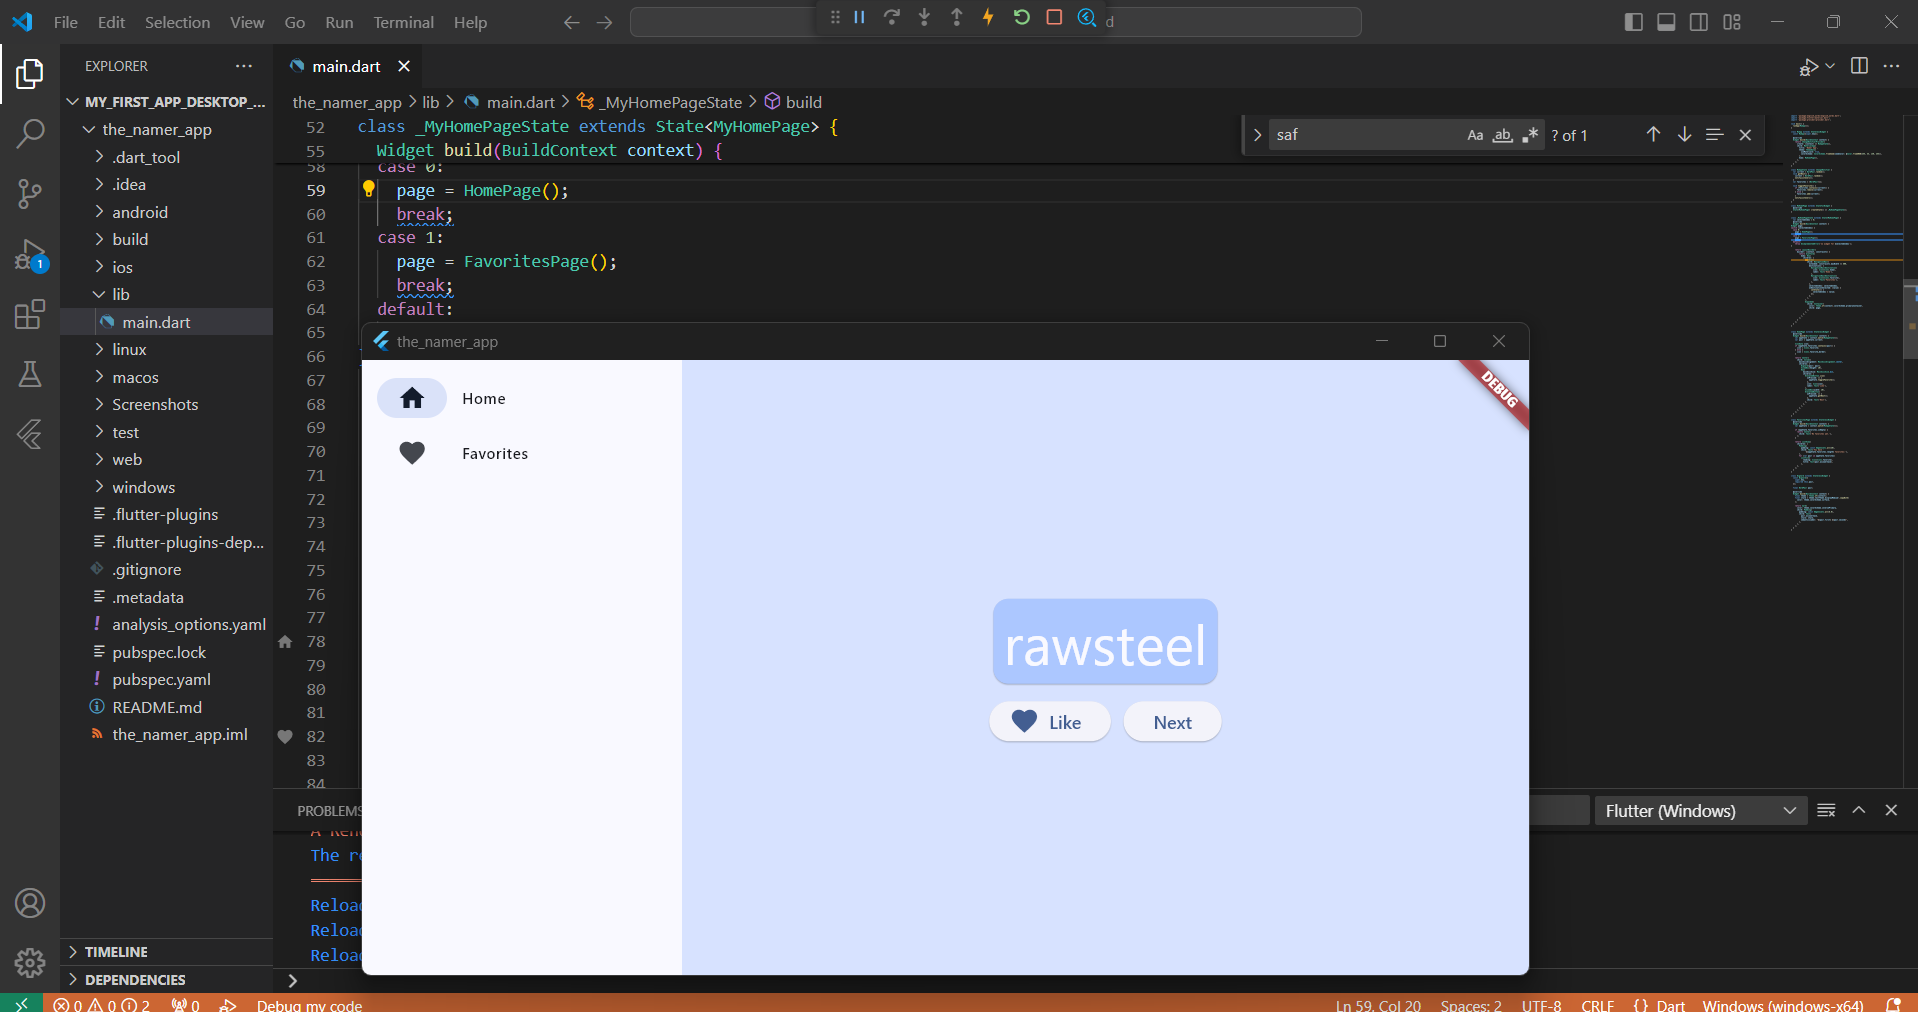 File Edit Selection View Go Run Terminal Help
d
EXPLORER
MY_FIRST_APP_DESKTOP_...
the_namer_app
.dart_tool
.idea
android
build
ios
lib
main.dart
linux
macos
Screenshots
test
web
windows
.flutter-plugins
.flutter-plugins-dep...
.gitignore
.metadata
analysis_options.yaml
pubspec.lock
pubspec.yaml
README.md
the_namer_app.iml
TIMELINE
DEPENDENCIES
1
main.dart
the_namer_app > lib > main.dart > _MyHomePageState > build
52 class _MyHomePageState extends State<MyHomePage> {
55 Widget build(BuildContext context) {
58 case 0:
59 page = HomePage();
60 break;
61 case 1:
62 page = FavoritesPage();
63 break;
64 default:
65
66
67
68
69
70
71
72
73
74
75
76
77
78
79
80
81
82
83
84
saf Aa ab ? of 1
the_namer_app
Home
Favorites
DEBUG
rawsteel
Like Next
PROBLEMS
Flutter (Windows)
A Ren
The re
Reloa
Reloa
Reloa
0 0 2 0 Debug my code Ln 59, Col 20 Spaces: 2 UTF-8 CRLF {} Dart Windows (windows-x64)